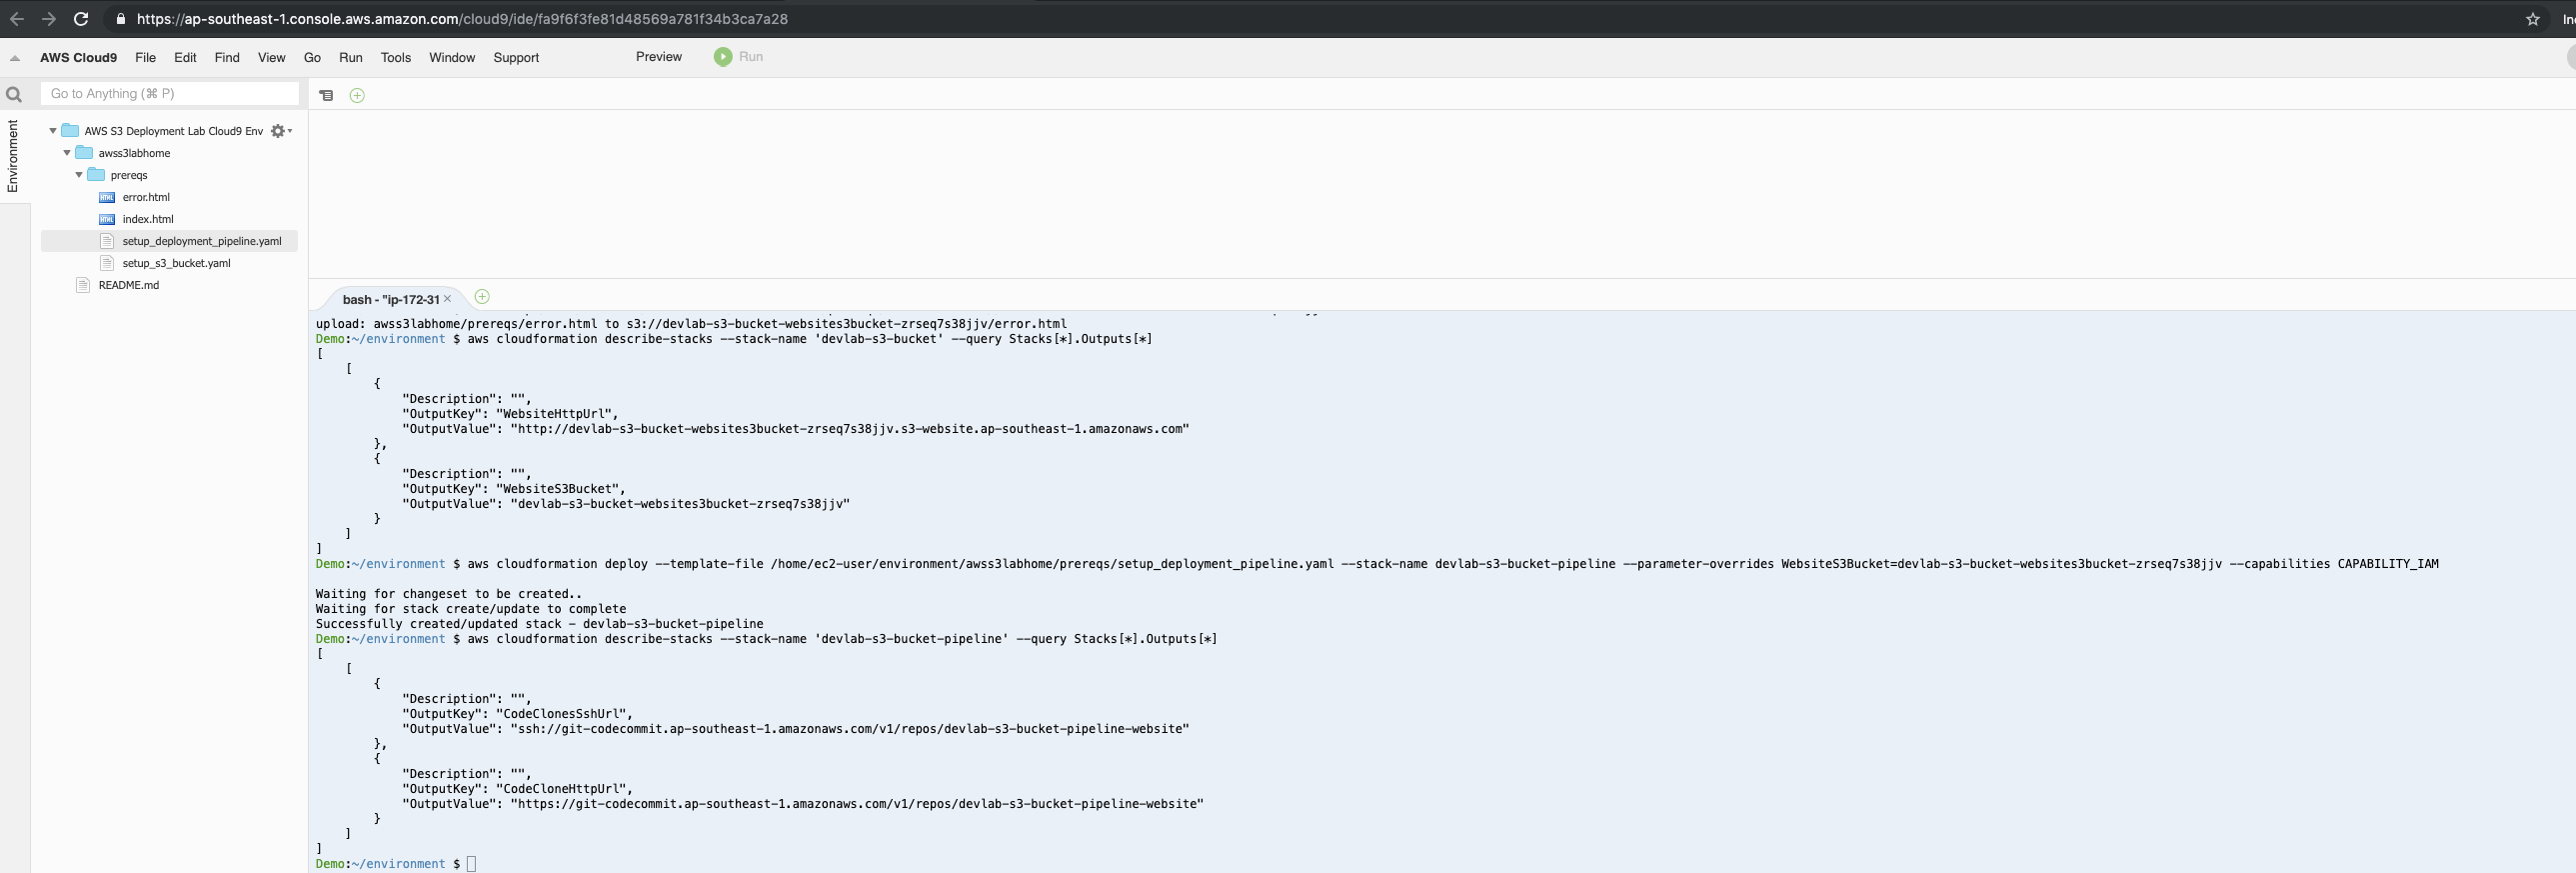 https://ap-southeast-1.console.aws.amazon.com/cloud9/ide/fa9f6f3fe81d48569a781f34b3ca7a28
AWS Cloud9 File Edit Find View Go Run Tools Window Support Preview Run
Go to Anything (⌘ P)
Environment
AWS S3 Deployment Lab Cloud9 Env
awss3labhome
prereqs
error.html
index.html
setup_deployment_pipeline.yaml
setup_s3_bucket.yaml
README.md
bash - "ip-172-31
upload: awss3labhome/prereqs/error.html to s3://devlab-s3-bucket-websites3bucket-zrseq7s38jjv/error.html
Demo:~/environment $ aws cloudformation describe-stacks --stack-name 'devlab-s3-bucket' --query Stacks[*].Outputs[*]
[
[
{
"Description": "",
"OutputKey": "WebsiteHttpUrl",
"OutputValue": "http://devlab-s3-bucket-websites3bucket-zrseq7s38jjv.s3-website.ap-southeast-1.amazonaws.com"
},
{
"Description": "",
"OutputKey": "WebsiteS3Bucket",
"OutputValue": "devlab-s3-bucket-websites3bucket-zrseq7s38jjv"
}
]
]
Demo:~/environment $ aws cloudformation deploy --template-file /home/ec2-user/environment/awss3labhome/prereqs/setup_deployment_pipeline.yaml --stack-name devlab-s3-bucket-pipeline --parameter-overrides WebsiteS3Bucket=devlab-s3-bucket-websites3bucket-zrseq7s38jjv --capabilities CAPABILITY_IAM
Waiting for changeset to be created..
Waiting for stack create/update to complete
Successfully created/updated stack - devlab-s3-bucket-pipeline
Demo:~/environment $ aws cloudformation describe-stacks --stack-name 'devlab-s3-bucket-pipeline' --query Stacks[*].Outputs[*]
[
[
{
"Description": "",
"OutputKey": "CodeClonesSshUrl",
"OutputValue": "ssh://git-codecommit.ap-southeast-1.amazonaws.com/v1/repos/devlab-s3-bucket-pipeline-website"
},
{
"Description": "",
"OutputKey": "CodeCloneHttpUrl",
"OutputValue": "https://git-codecommit.ap-southeast-1.amazonaws.com/v1/repos/devlab-s3-bucket-pipeline-website"
}
]
]
Demo:~/environment $